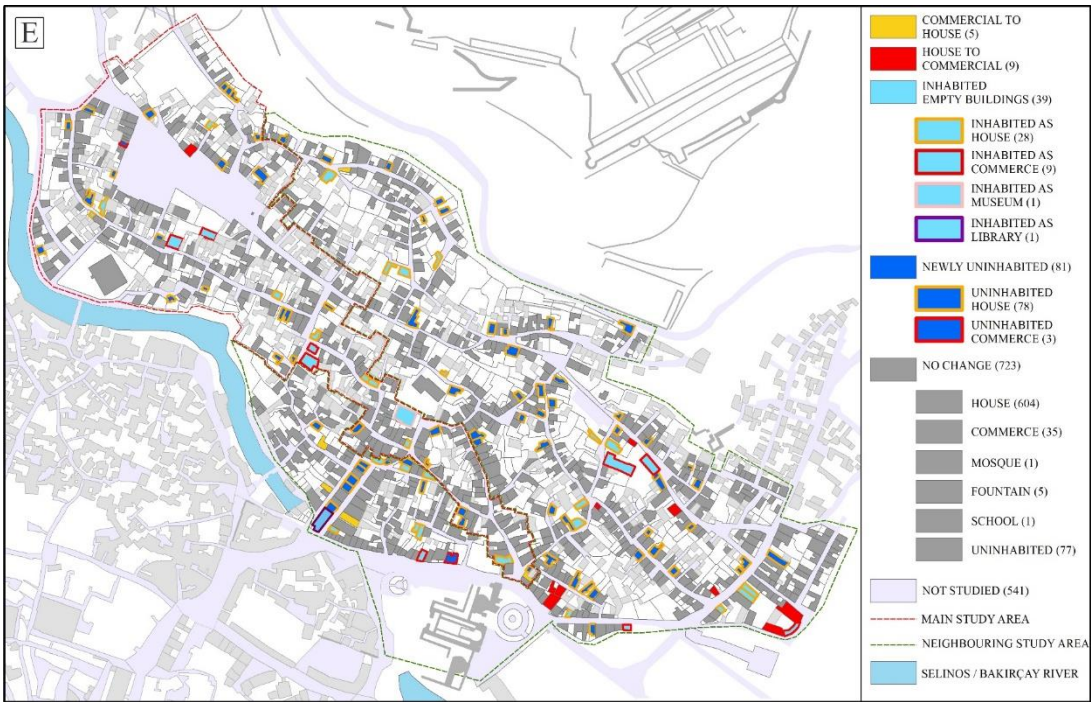 E
COMMERCIAL TO
HOUSE (5)
HOUSE TO
COMMERCIAL (9)
INHABITED
EMPTY BUILDINGS (39)
INHABITED AS
HOUSE (28)
INHABITED AS
COMMERCE (9)
INHABITED AS
MUSEUM (1)
INHABITED AS
LIBRARY (1)
NEWLY UNINHABITED (81)
UNINHABITED
HOUSE (78)
UNINHABITED
COMMERCE (3)
NO CHANGE (723)
HOUSE (604)
COMMERCE (35)
MOSQUE (1)
FOUNTAIN (5)
SCHOOL (1)
UNINHABITED (77)
NOT STUDIED (541)
MAIN STUDY AREA
NEIGHBOURING STUDY AREA
SELINOS / BAKIRÇAY RIVER